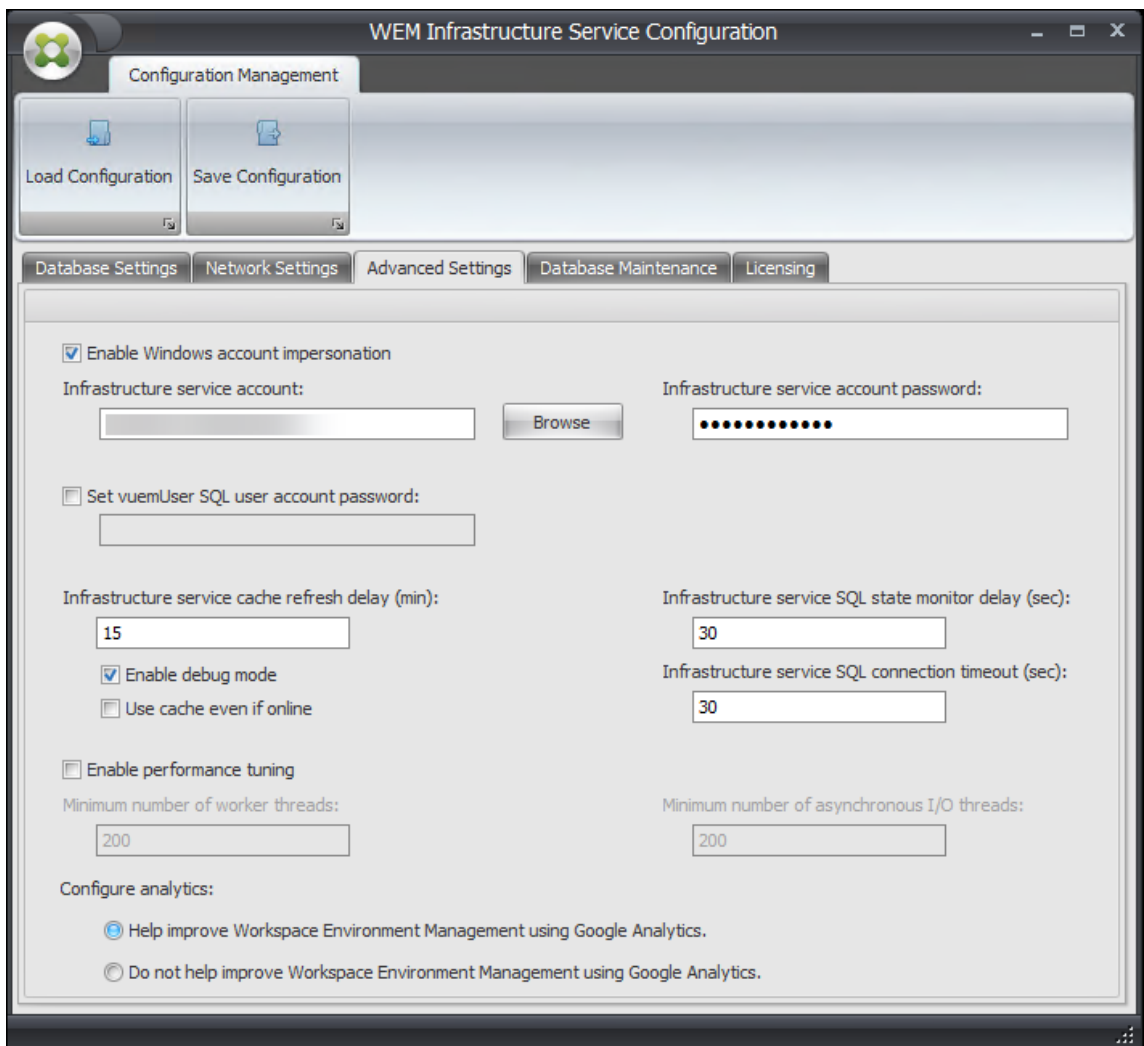 WEM Infrastructure Service Configuration
Configuration Management
Load Configuration
Save Configuration
Database Settings
Network Settings
Advanced Settings
Database Maintenance
Licensing
Enable Windows account impersonation
Infrastructure service account:
Infrastructure service account password:
Browse
●●●●●●●●●●●●
Set vuemUser SQL user account password:
Infrastructure service cache refresh delay (min):
Infrastructure service SQL state monitor delay (sec):
15
30
Enable debug mode
Infrastructure service SQL connection timeout (sec):
Use cache even if online
30
Enable performance tuning
Minimum number of worker threads:
Minimum number of asynchronous I/O threads:
200
200
Configure analytics:
Help improve Workspace Environment Management using Google Analytics.
Do not help improve Workspace Environment Management using Google Analytics.